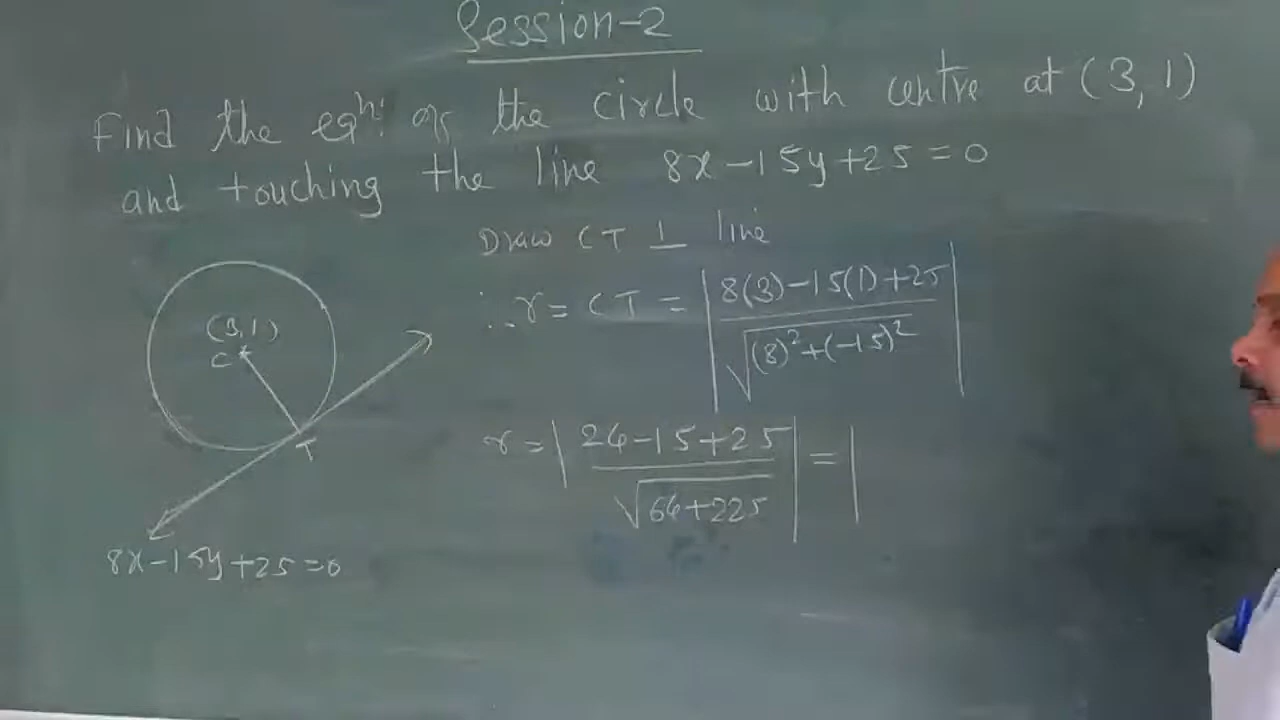 Session-2
Find the eqn: of the circle with centre at (3, 1)
and touching the line 8x-15y+25=0
Draw CT ⊥ line
∴ r = CT = | 8(3)-15(1)+25 / √(8)²+(-15)² |
(3,1)
C
T
r = | 24-15+25 / √64+225 | = |
8x-15y+25=0